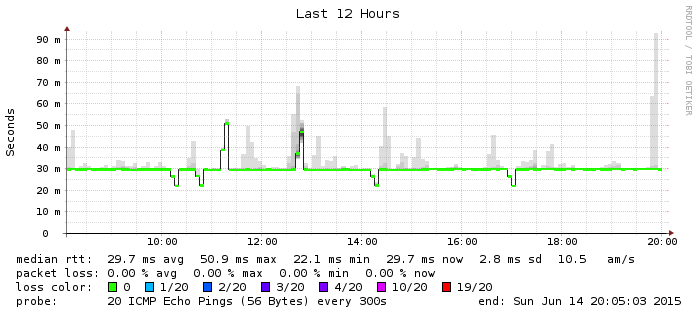 Last 12 Hours
RRDTOOL / TOBI OETIKER
Seconds
90 m
80 m
70 m
60 m
50 m
40 m
30 m
20 m
10 m
0
10:00 12:00 14:00 16:00 18:00 20:00
median rtt: 29.7 ms avg 50.9 ms max 22.1 ms min 29.7 ms now 2.8 ms sd 10.5 am/s
packet loss: 0.00 % avg 0.00 % max 0.00 % min 0.00 % now
loss color: 0 1/20 2/20 3/20 4/20 10/20 19/20
probe: 20 ICMP Echo Pings (56 Bytes) every 300s end: Sun Jun 14 20:05:03 2015